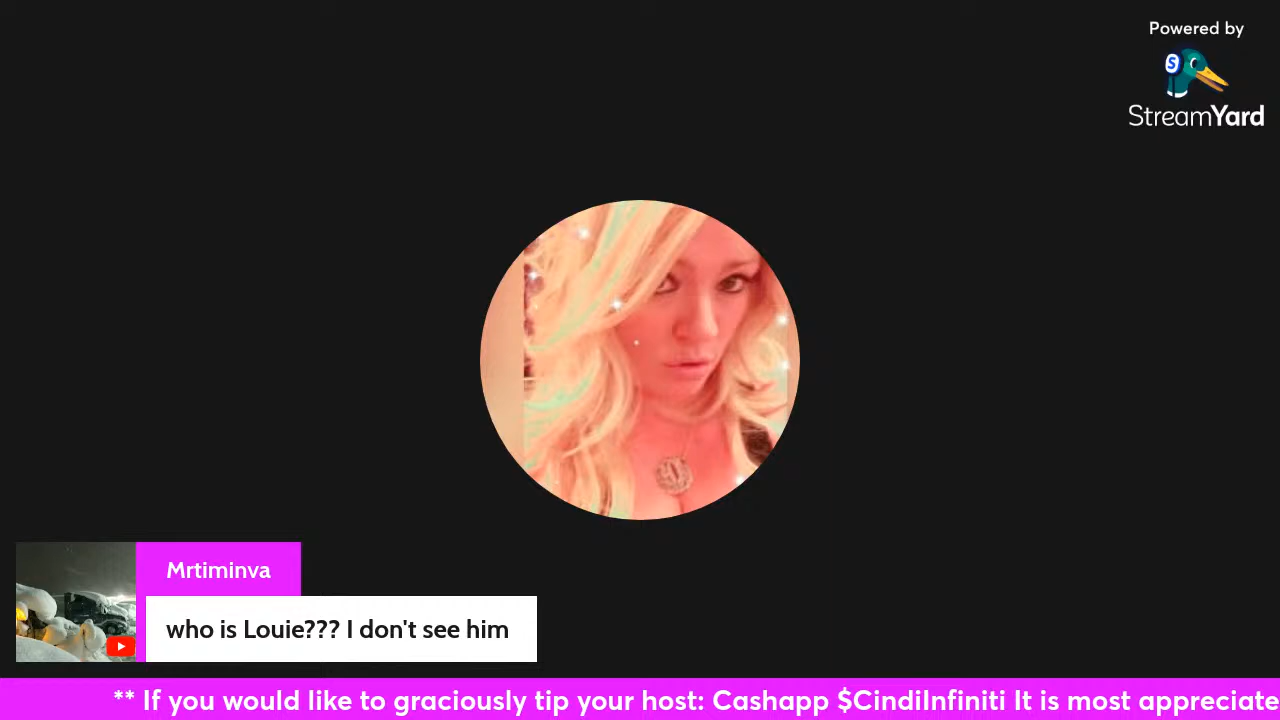 Powered by
StreamYard
Mrtiminva
who is Louie??? I don't see him
** If you would like to graciously tip your host: Cashapp $CindiInfiniti It is most appreciate